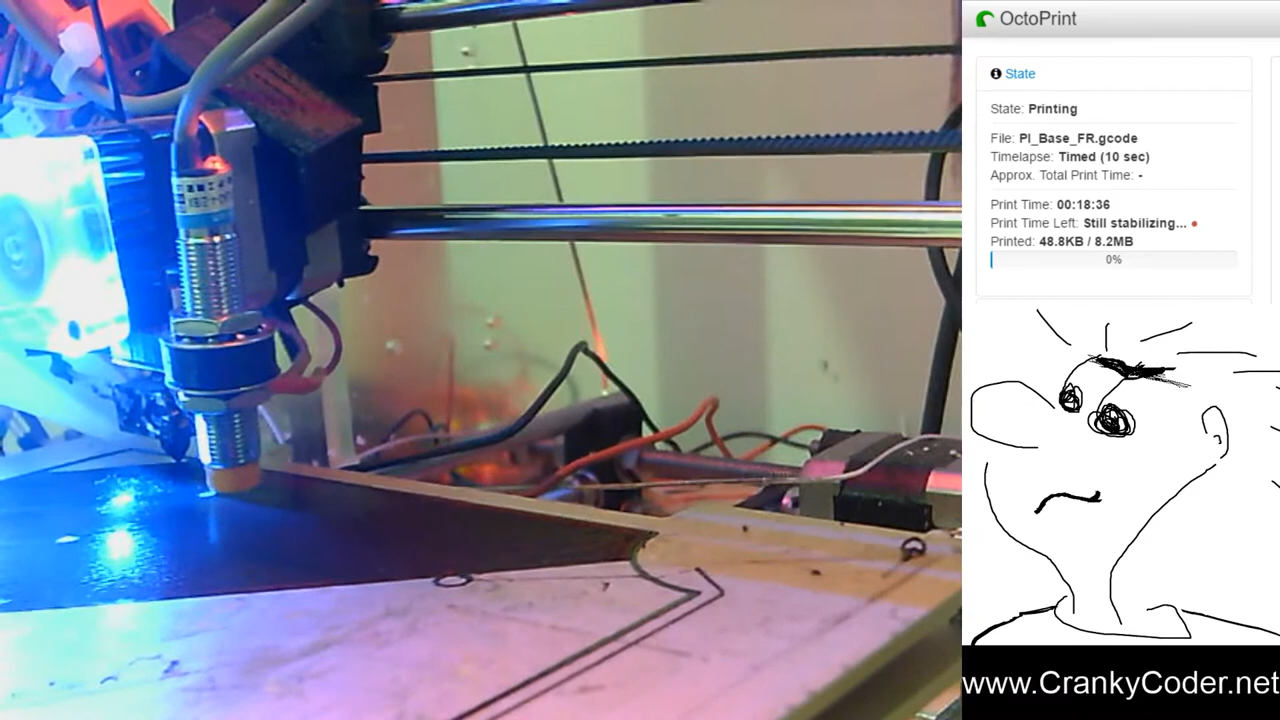 OctoPrint
State
State: Printing
File: PI_Base_FR.gcode
Timelapse: Timed (10 sec)
Approx. Total Print Time: -
Print Time: 00:18:36
Print Time Left: Still stabilizing...
Printed: 48.8KB / 8.2MB
0%
www.CrankyCoder.net